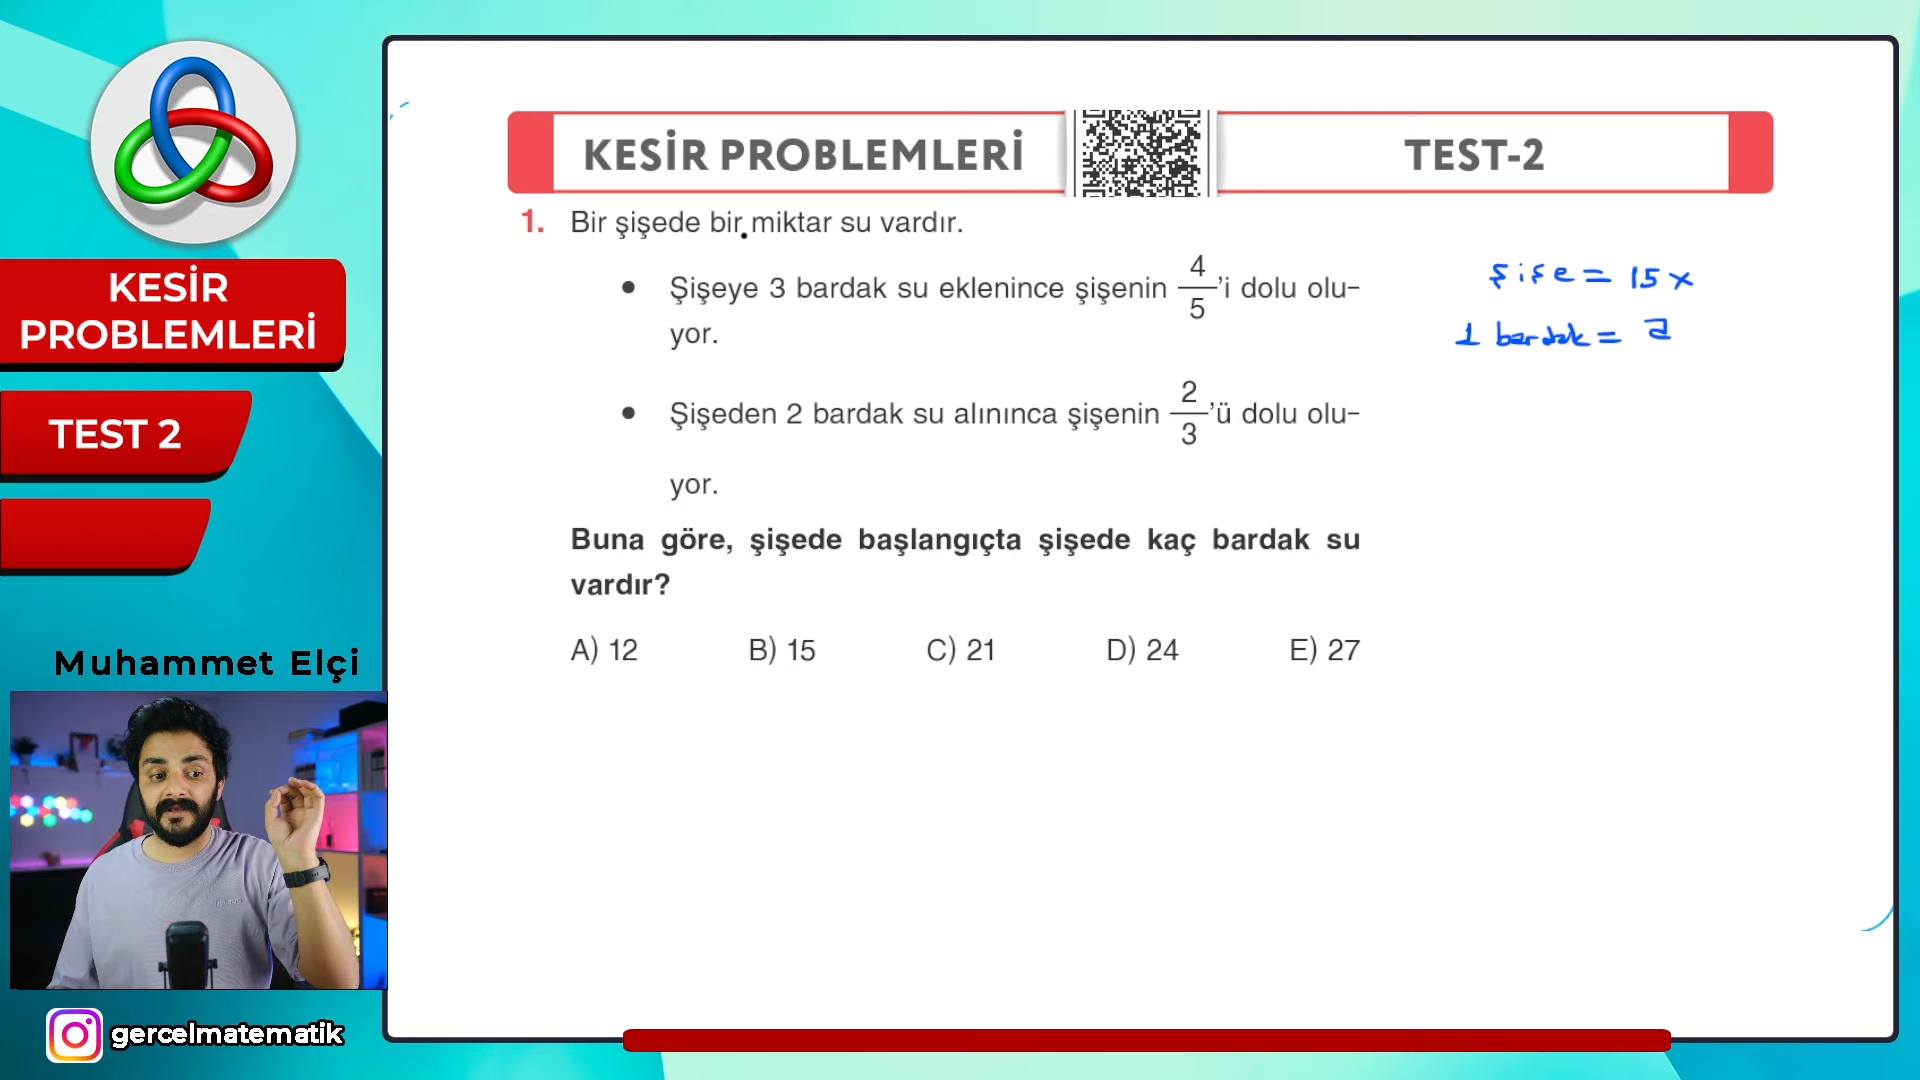 KESİR
PROBLEMLERİ
TEST 2
Muhammet Elçi
gercelmatematik
KESİR PROBLEMLERİ
TEST-2
1. Bir şişede bir miktar su vardır.
• Şişeye 3 bardak su eklenince şişenin 4/5'i dolu olu-
yor.
• Şişeden 2 bardak su alınınca şişenin 2/3'ü dolu olu-
yor.
Buna göre, şişede başlangıçta şişede kaç bardak su
vardır?
A) 12 B) 15 C) 21 D) 24 E) 27
şişe = 15x
1 bardak = a